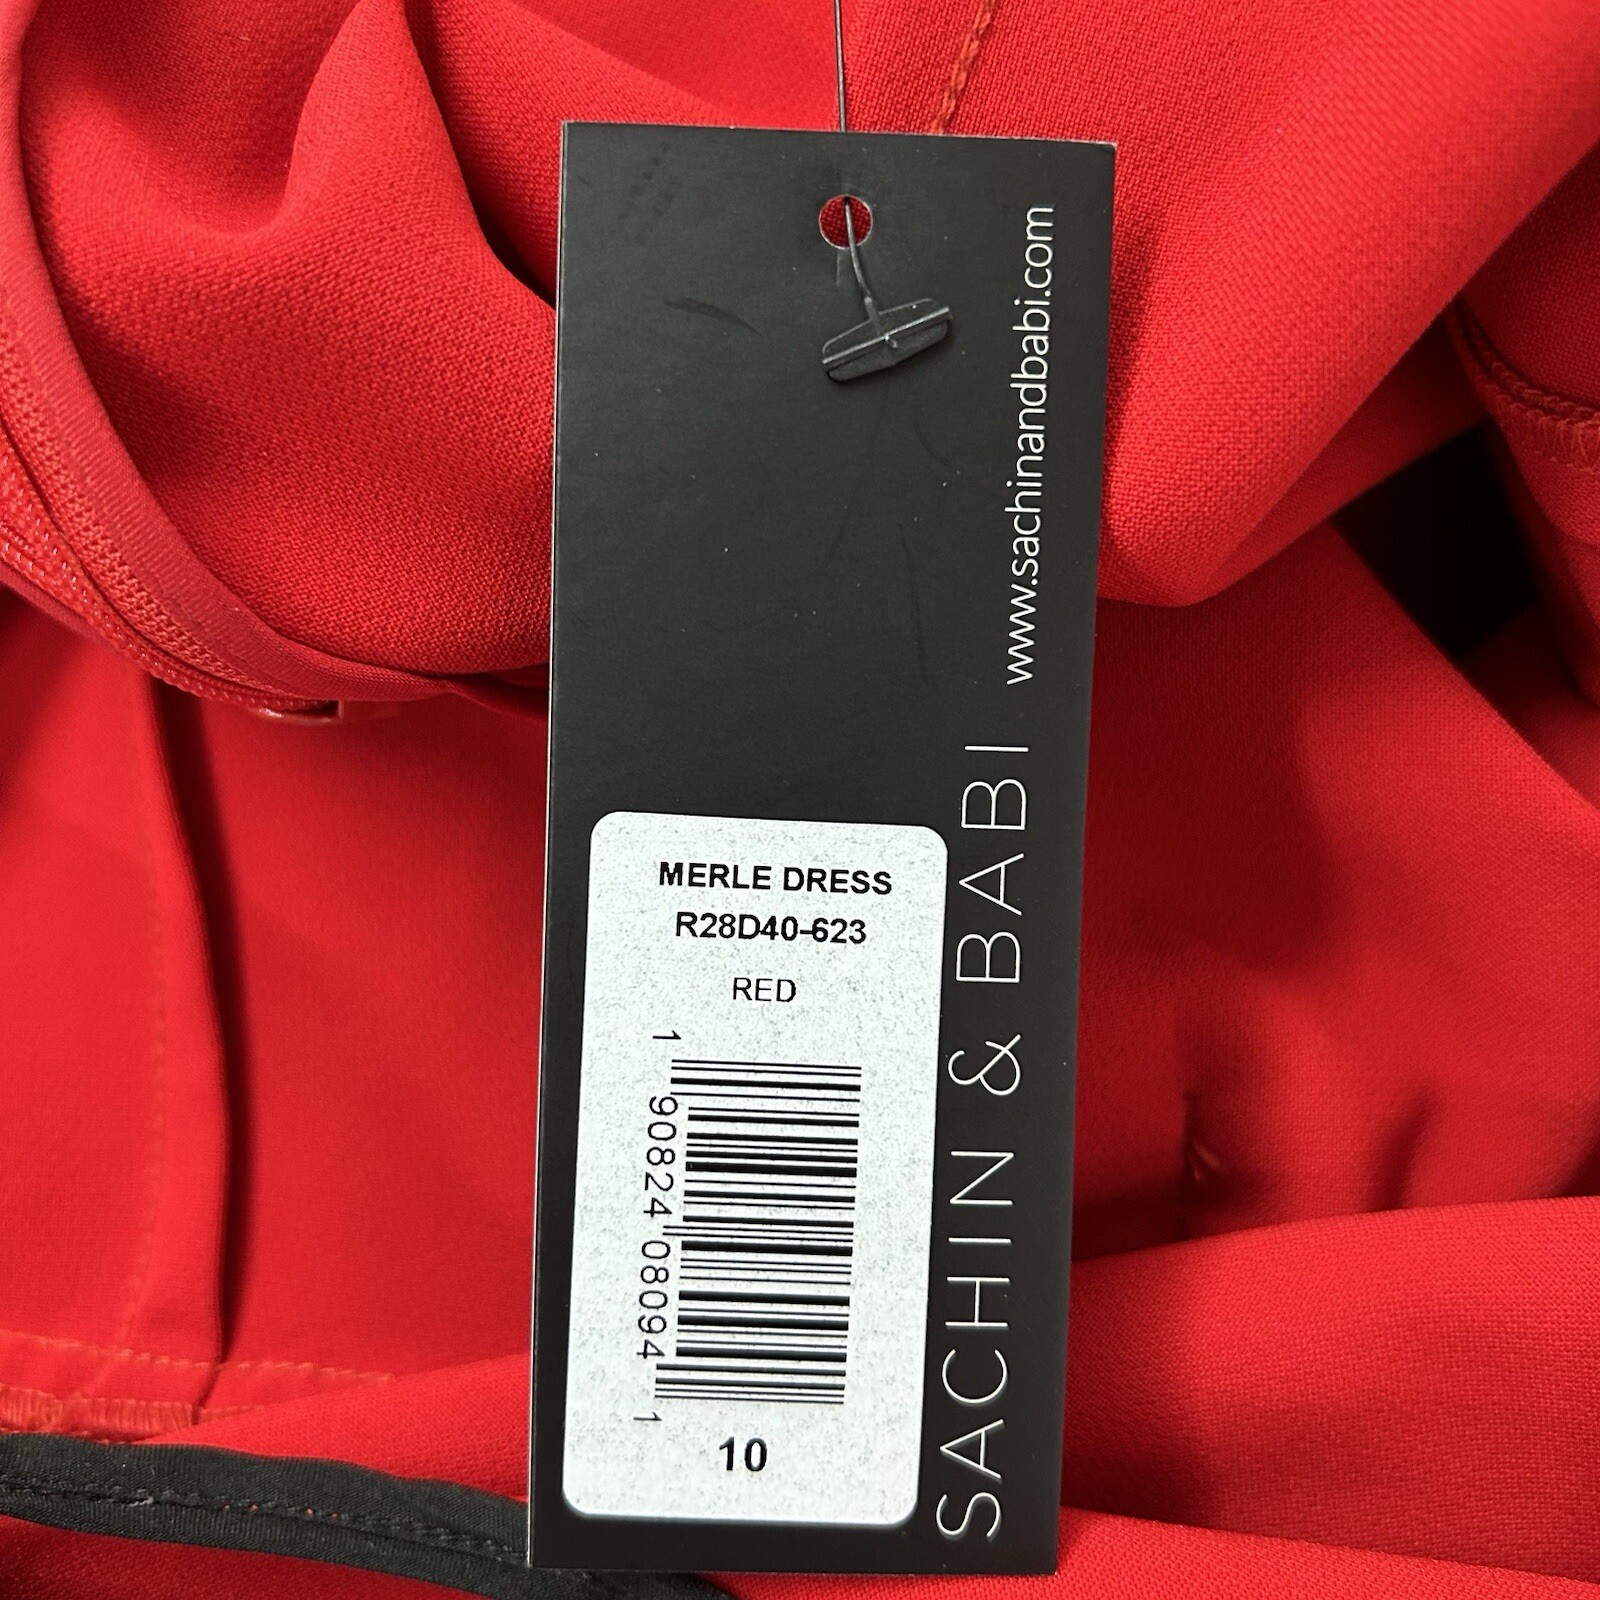 MERLE DRESS
R28D40-623
RED
1 90824 08094 1
10
SACHIN & BABI
www.sachinandbabi.com